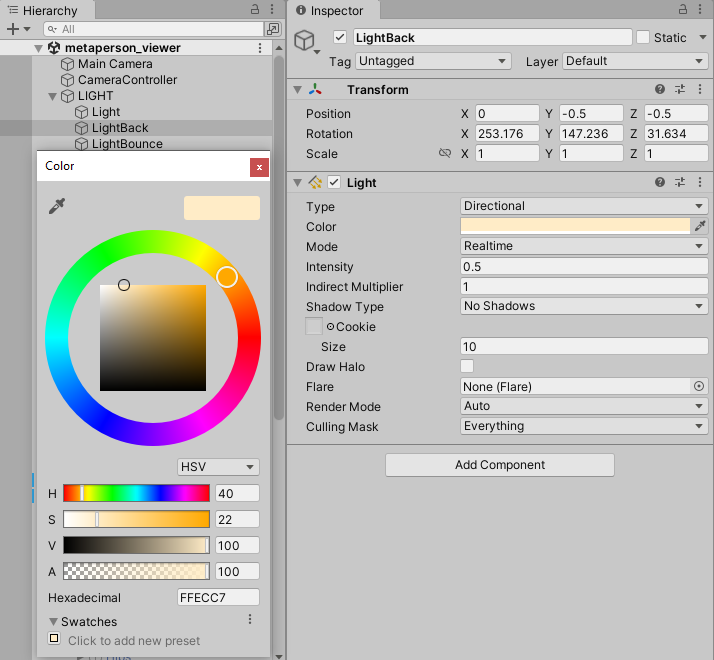 Hierarchy
All
metaperson_viewer
Main Camera
CameraController
LIGHT
Light
LightBack
LightBounce
Color
HSV
H 40
S 22
V 100
A 100
Hexadecimal FFECC7
Swatches
Click to add new preset
Inspector
LightBack Static
Tag Untagged Layer Default
Transform
Position X 0 Y -0.5 Z -0.5
Rotation X 253.176 Y 147.236 Z 31.634
Scale X 1 Y 1 Z 1
Light
Type Directional
Color
Mode Realtime
Intensity 0.5
Indirect Multiplier 1
Shadow Type No Shadows
Cookie
Size 10
Draw Halo
Flare None (Flare)
Render Mode Auto
Culling Mask Everything
Add Component